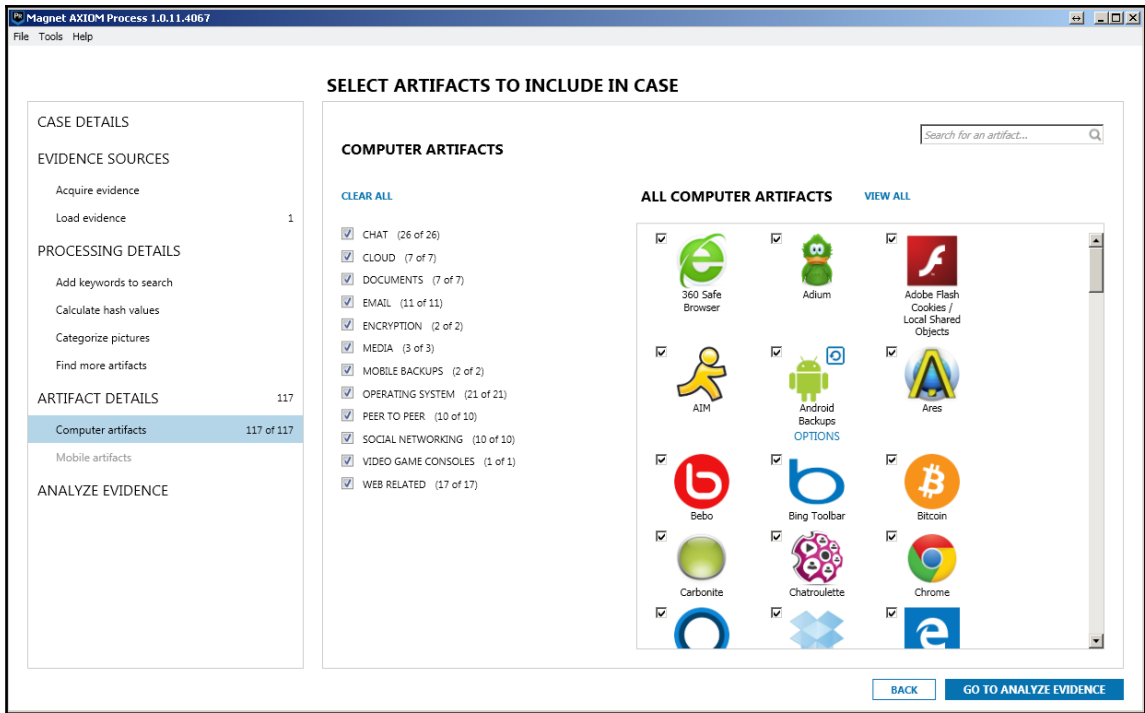 Magnet AXIOM Process 1.0.11.4067
File Tools Help
SELECT ARTIFACTS TO INCLUDE IN CASE
CASE DETAILS
EVIDENCE SOURCES
Acquire evidence
Load evidence 1
PROCESSING DETAILS
Add keywords to search
Calculate hash values
Categorize pictures
Find more artifacts
ARTIFACT DETAILS 117
Computer artifacts 117 of 117
Mobile artifacts
ANALYZE EVIDENCE
Search for an artifact...
COMPUTER ARTIFACTS
CLEAR ALL
CHAT (26 of 26)
CLOUD (7 of 7)
DOCUMENTS (7 of 7)
EMAIL (11 of 11)
ENCRYPTION (2 of 2)
MEDIA (3 of 3)
MOBILE BACKUPS (2 of 2)
OPERATING SYSTEM (21 of 21)
PEER TO PEER (10 of 10)
SOCIAL NETWORKING (10 of 10)
VIDEO GAME CONSOLES (1 of 1)
WEB RELATED (17 of 17)
ALL COMPUTER ARTIFACTS VIEW ALL
360 Safe
Browser
Adium
Adobe Flash
Cookies /
Local Shared
Objects
AIM
Android
Backups
OPTIONS
Ares
Bebo
Bing Toolbar
Bitcoin
Carbonite
Chatroulette
Chrome
BACK
GO TO ANALYZE EVIDENCE